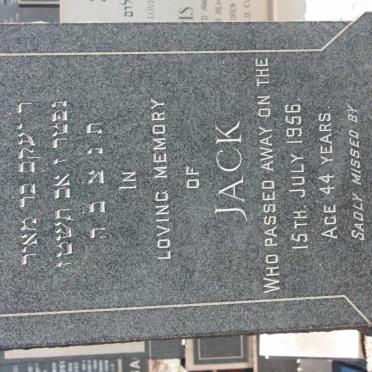 ר יעקב בר מאיר
נפטר ז אב תשטז
ת נ צ ב ה
IN
LOVING MEMORY
OF
JACK
WHO PASSED AWAY ON THE
15TH. JULY 1956
AGE 44 YEARS.
SADLY MISSED BY